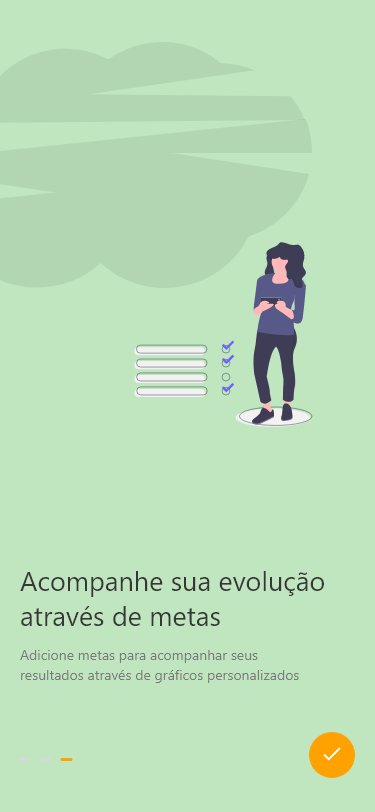 Acompanhe sua evolução
através de metas
Adicione metas para acompanhar seus
resultados através de gráficos personalizados